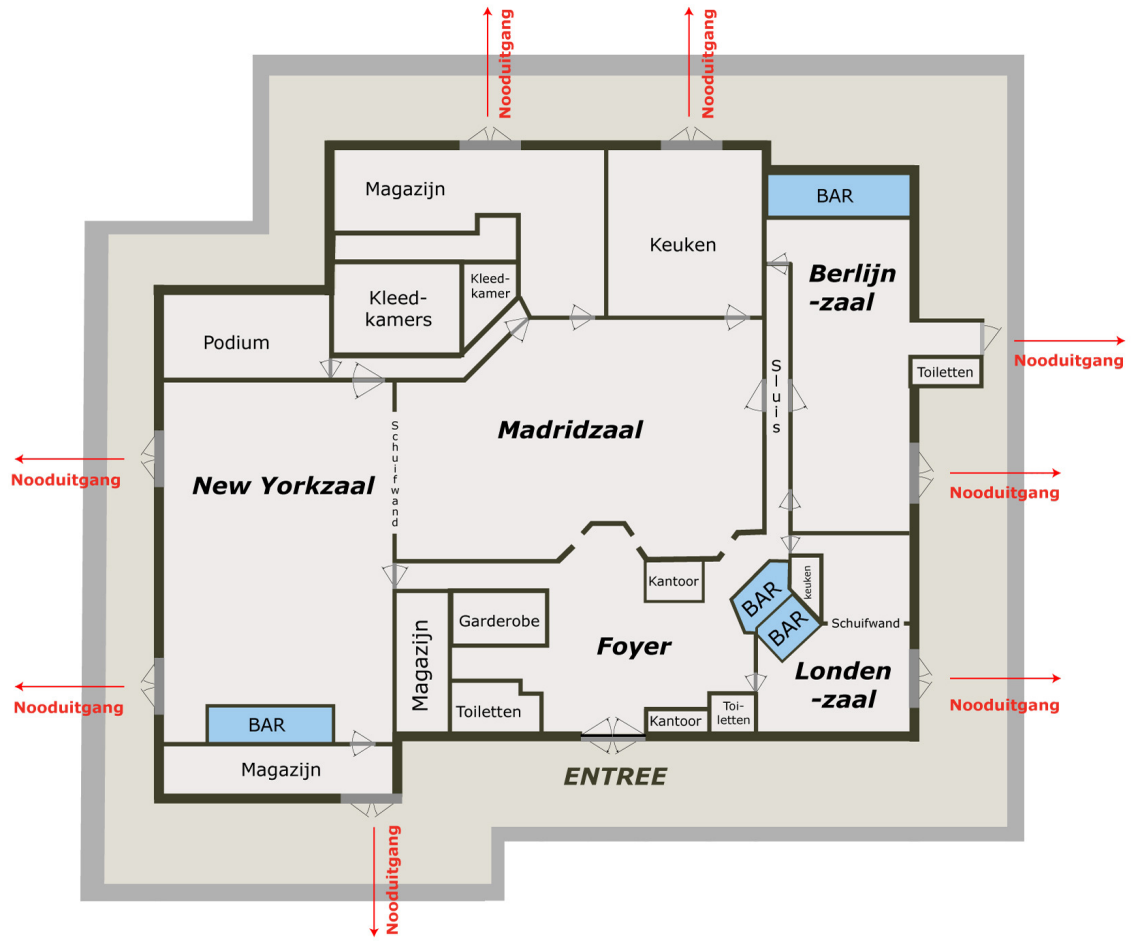 Nooduitgang
Nooduitgang
Magazijn
Keuken
BAR
Kleed-
kamers
Kleed-
kamer
Berlijn
-zaal
Podium
Nooduitgang
Toiletten
Sluis
Schuifwand
Madridzaal
New Yorkzaal
Nooduitgang
Nooduitgang
Kantoor
BAR
BAR
keuken
Schuifwand
Garderobe
Magazijn
Foyer
Londen
-zaal
Nooduitgang
Nooduitgang
Toiletten
Kantoor
Toi-
letten
BAR
Magazijn
ENTREE
Nooduitgang